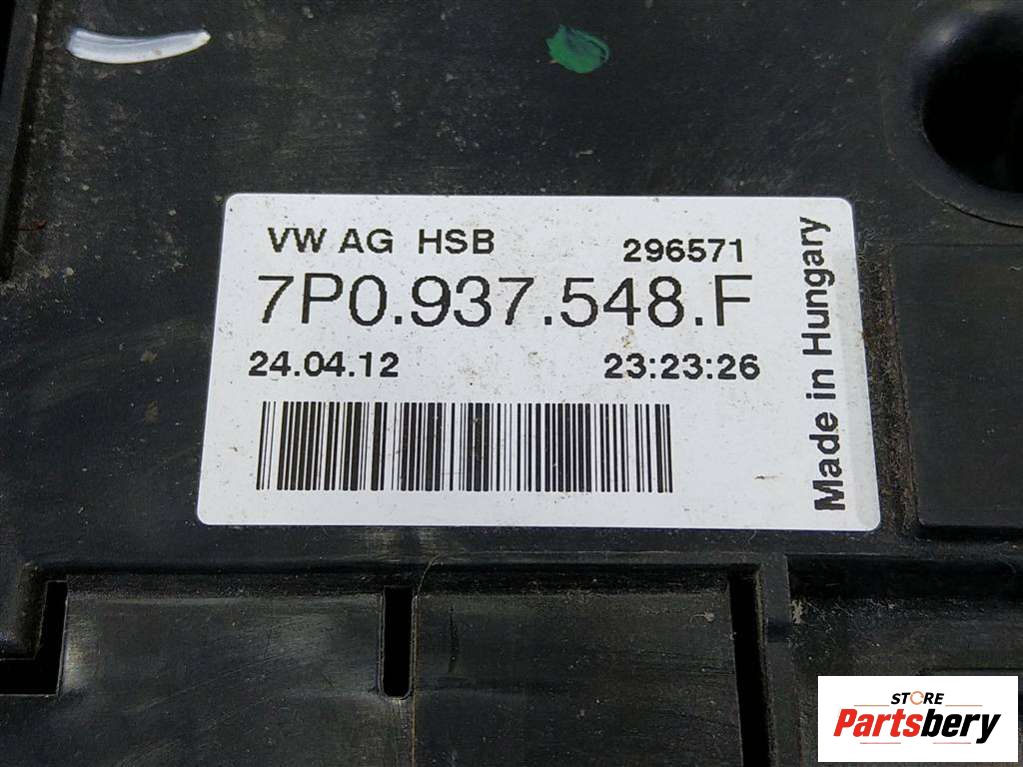 VW AG HSB 296571
7P0.937.548.F
24.04.12 23:23:26
Made in Hungary
STORE
Partsbery